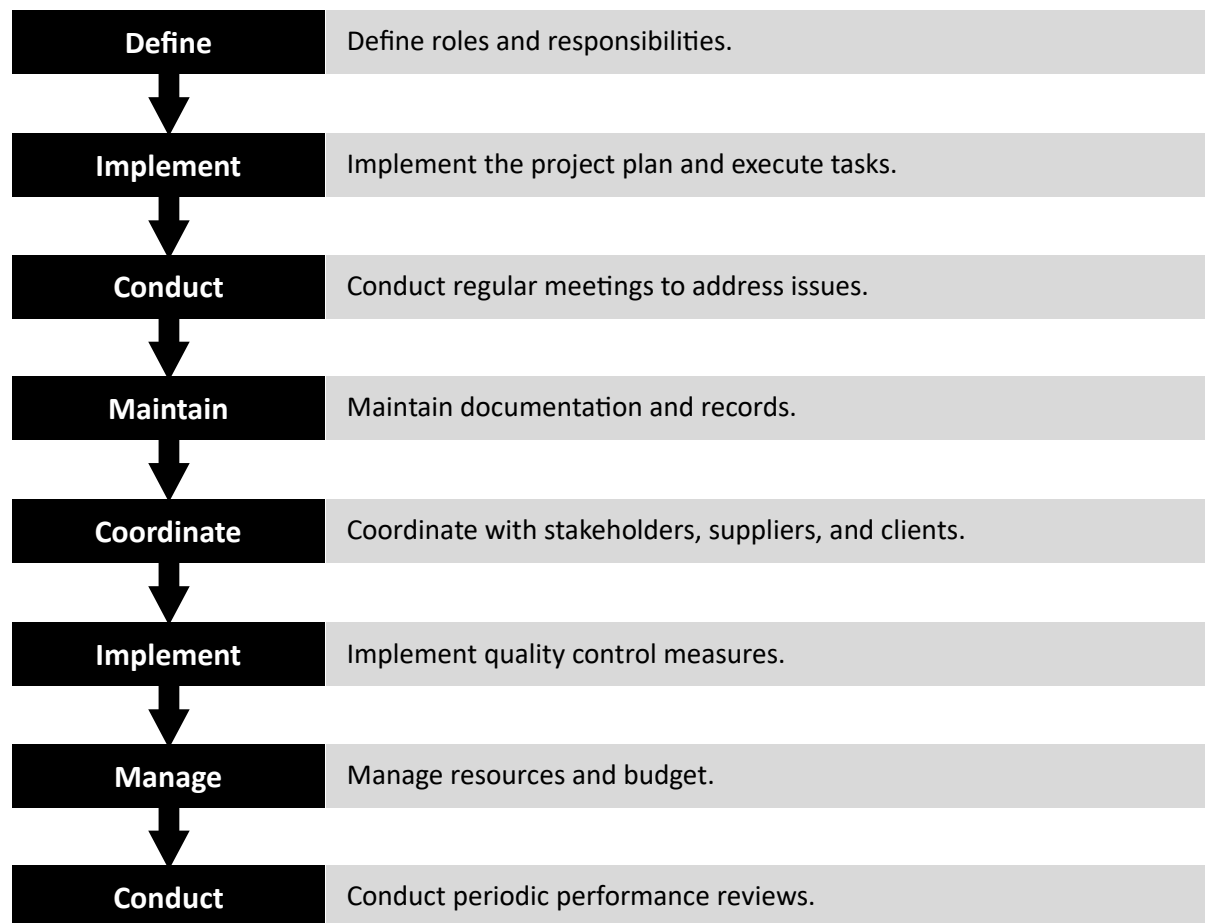 Define
Define roles and responsibilities.
Implement
Implement the project plan and execute tasks.
Conduct
Conduct regular meetings to address issues.
Maintain
Maintain documentation and records.
Coordinate
Coordinate with stakeholders, suppliers, and clients.
Implement
Implement quality control measures.
Manage
Manage resources and budget.
Conduct
Conduct periodic performance reviews.